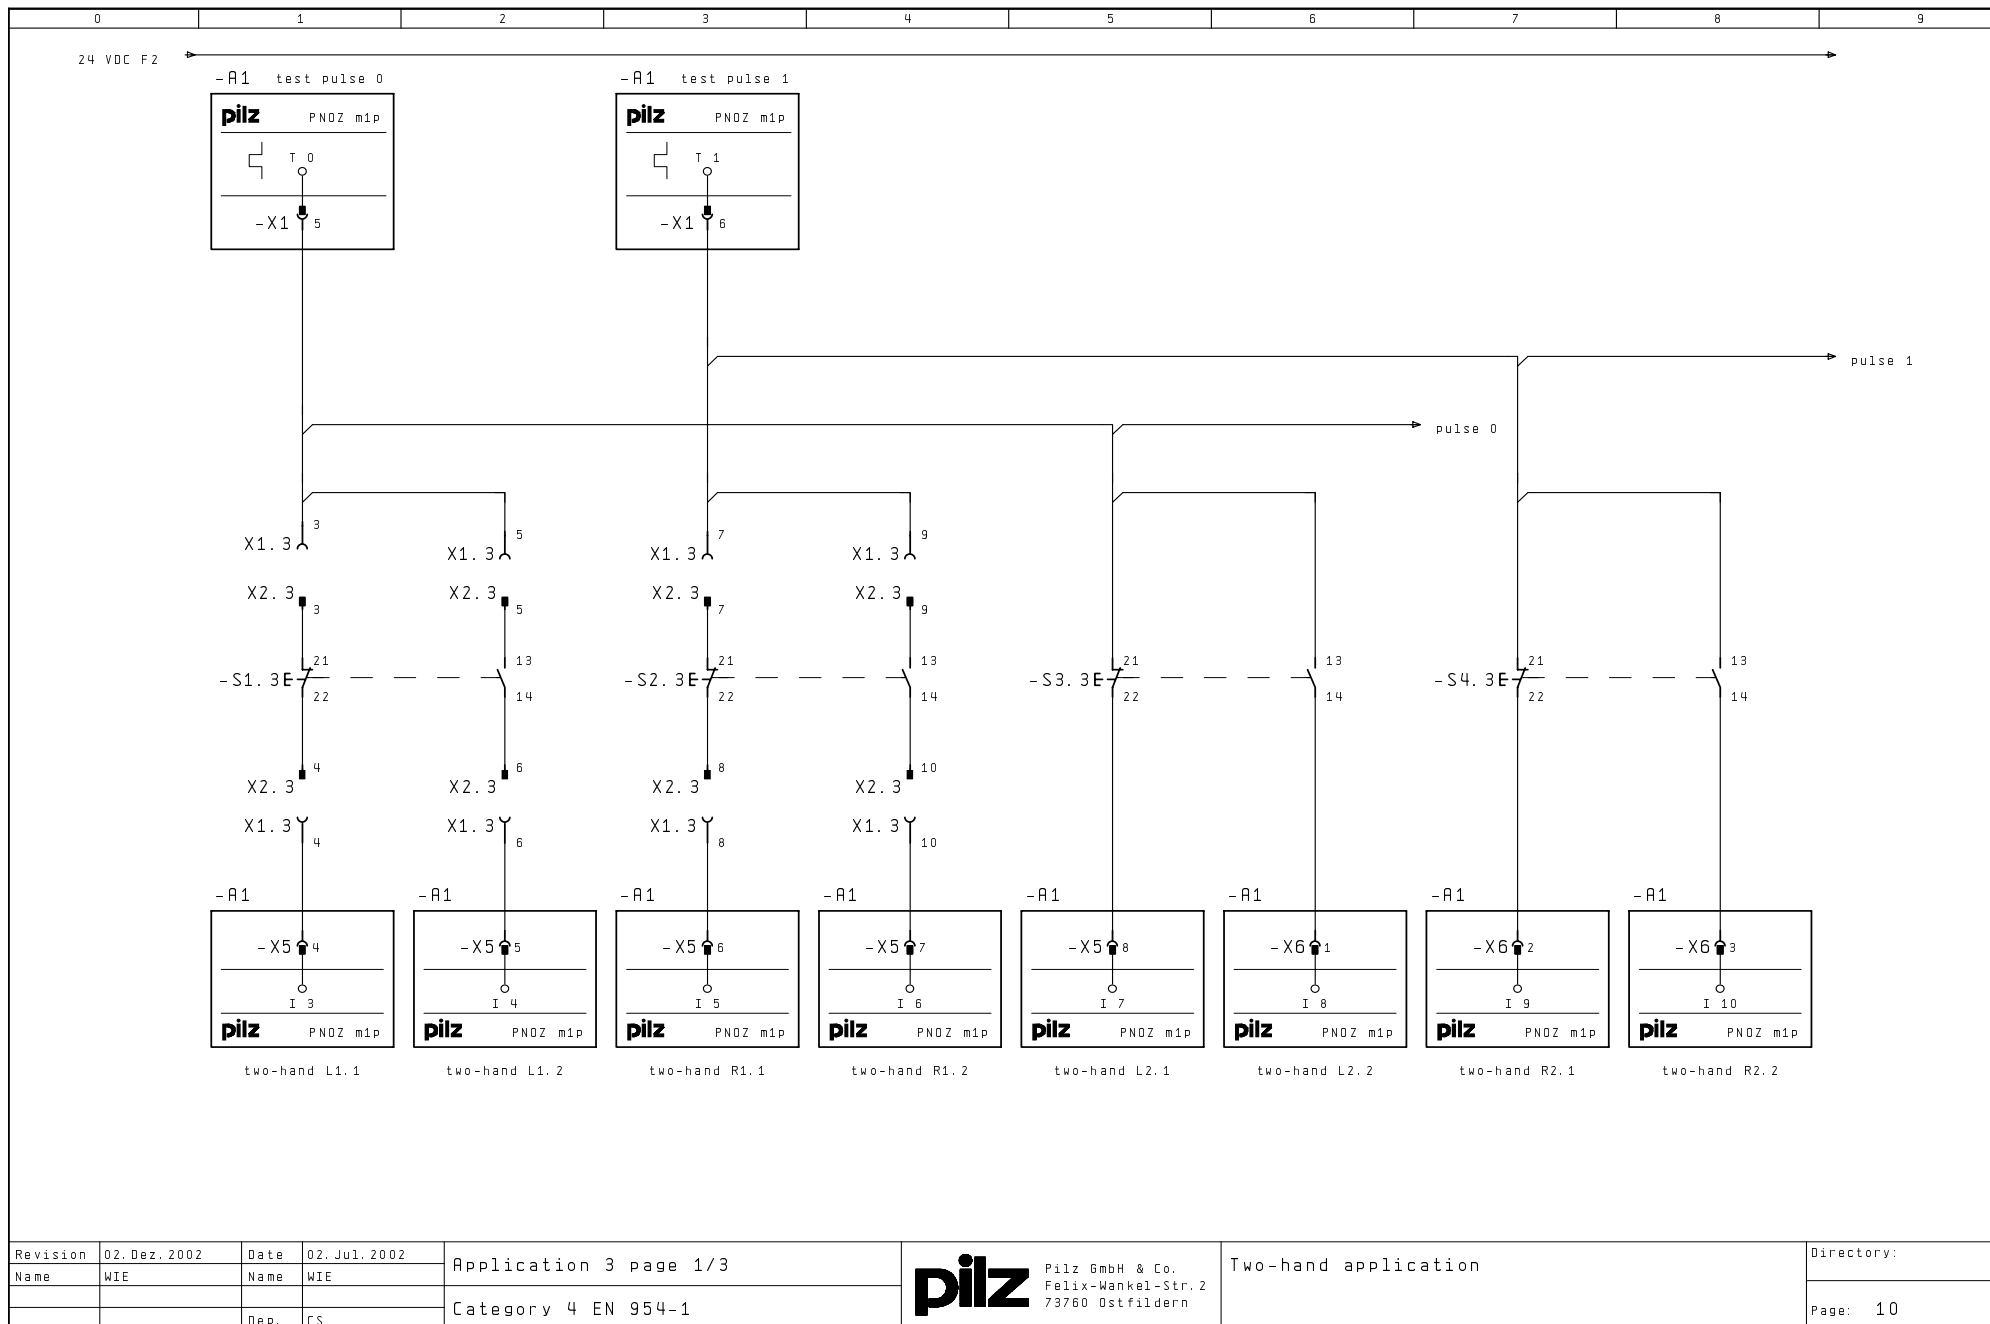 0 1 2 3 4 5 6 7 8 9
24 VDC F2
-A1 test pulse 0 -A1 test pulse 1
pilz PNOZ m1p pilz PNOZ m1p
T 0 T 1
-X1 5 -X1 6
pulse 1
pulse 0
3 5 7 9
X1.3 X1.3 X1.3 X1.3
X2.3 X2.3 X2.3 X2.3
3 5 7 9
21 13 21 13 21 13 21 13
-S1.3 -S2.3 -S3.3 -S4.3
22 14 22 14 22 14 22 14
4 6 8 10
X2.3 X2.3 X2.3 X2.3
X1.3 X1.3 X1.3 X1.3
4 6 8 10
-A1 -A1 -A1 -A1 -A1 -A1 -A1 -A1
-X5 4 -X5 5 -X5 6 -X5 7 -X5 8 -X6 1 -X6 2 -X6 3
I 3 I 4 I 5 I 6 I 7 I 8 I 9 I 10
pilz PNOZ m1p pilz PNOZ m1p pilz PNOZ m1p pilz PNOZ m1p pilz PNOZ m1p pilz PNOZ m1p pilz PNOZ m1p pilz PNOZ m1p
two-hand L1.1 two-hand L1.2 two-hand R1.1 two-hand R1.2 two-hand L2.1 two-hand L2.2 two-hand R2.1 two-hand R2.2
Revision 02.Dez.2002 Date 02.Jul.2002
Name WIE Name WIE
Dep. CS
Application 3 page 1/3
Category 4 EN 954-1
pilz
Pilz GmbH & Co.
Felix-Wankel-Str.2
73760 Ostfildern
Two-hand application
Directory:
Page: 10